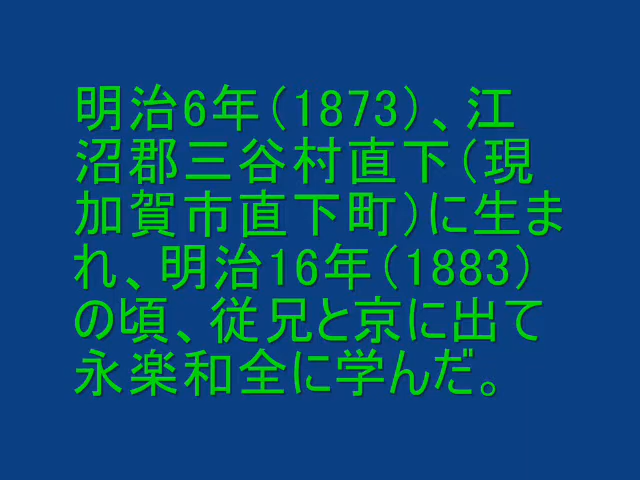 明治6年（1873）、江
沼郡三谷村直下（現
加賀市直下町）に生ま
れ、明治16年（1883）
の頃、従兄と京に出て
永楽和全に学んだ。